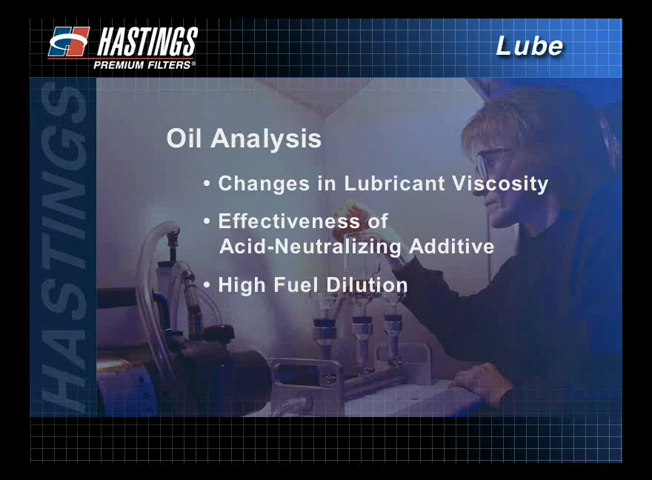 HASTINGS
PREMIUM FILTERS®
Lube
HASTINGS
Oil Analysis
• Changes in Lubricant Viscosity
• Effectiveness of
Acid-Neutralizing Additive
• High Fuel Dilution